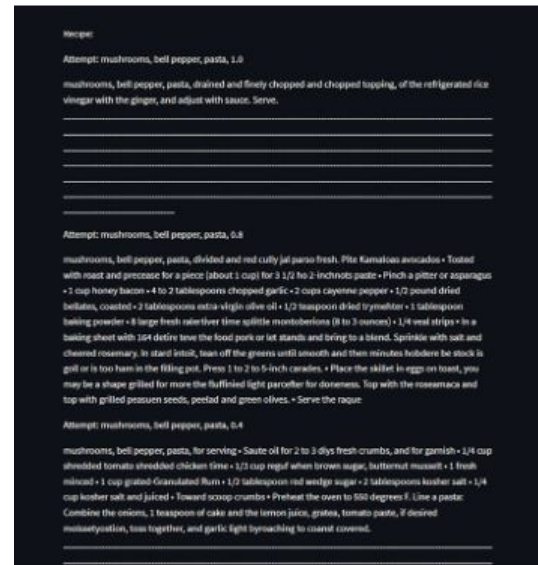 Recipe:
Attempt: mushrooms, bell pepper, pasta, 1.0
mushrooms, bell pepper, pasta, drained and finely chopped and chopped topping, of the refrigerated rice
vinegar with the ginger, and adjust with sauce. Serve.
Attempt: mushrooms, bell pepper, pasta, 0.8
mushrooms, bell pepper, pasta, divided and red cully jal parso fresh. Pite Kamaloas avocados • Tosted
with roast and precease for a piece (about 1 cup) for 3 1/2 ho 2-inchnots paste • Pinch a pitter or asparagus
• 1 cup honey bacon • 4 to 2 tablespoons chopped garlic • 2 cups cayenne pepper • 1/2 pound dried
bellates, coasted • 2 tablespoons extra-virgin olive oil • 1/2 teaspoon dried • 1 tablespoon
baking powder • 8 large fresh time splittle montoberions (8 to 3 ounces) • 1/4 veal strips • In a
baking sheet with 164 detire teve the food pork or let stands and bring to a blend. Sprinkle with salt and
cheered rosemary. In stard intoit, tean off the greens until smooth and then minutes hobdere be stock is
goil or is too ham in the filling pot. Press 1 to 2 to 5-inch carades. • Place the skillet in eggs on toast, you
may be a shape grilled for more the fluffinied light parcefter for doneness. Top with the roseamaca and
top with grilled peasuen seeds, peelad and green olives. • Serve the raque
Attempt: mushrooms, bell pepper, pasta, 0.4
mushrooms, bell pepper, pasta, for serving • Saute oil for 2 to 3 diys fresh crumbs, and for garnish • 1/4 cup
shredded tomato shredded chicken time • 1/3 cup reguf when brown sugar, butternut musseit • 1 fresh
minced • 1 cup grated Granulated Rum • 1/2 tablespoon red wedge sugar • 2 tablespoons kosher salt • 1/4
cup kosher salt and juiced • Toward scoop crumbs • Preheat the oven to 550 degrees F. Line a pasta:
Combine the onions, 1 teaspoon of cake and the lemon juice, gratea, tomato paste, if desired
toss together, and garlic light byroaching to coanst covered.